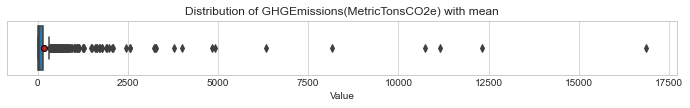 Distribution of GHGEmissions(MetricTonsCO2e) with mean
0 2500 5000 7500 10000 12500 15000 17500
Value